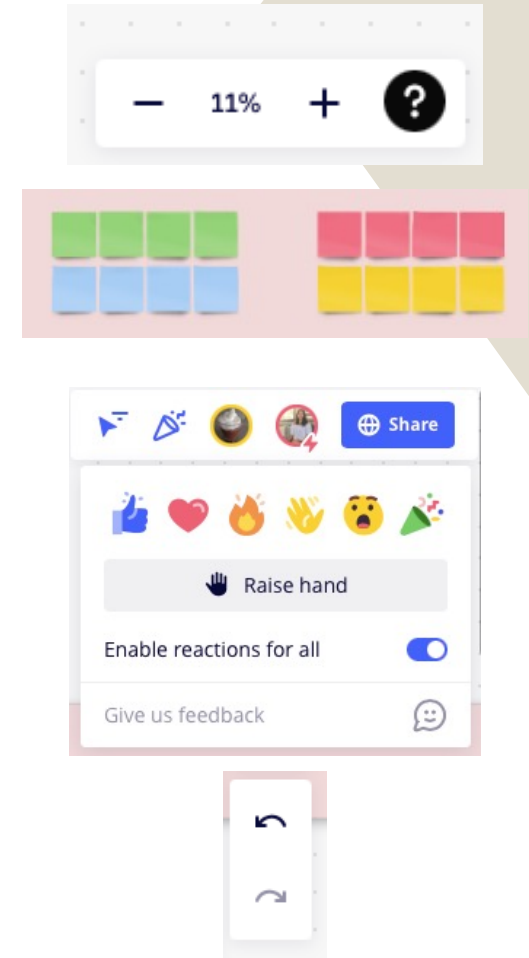 11%
?
Share
Raise hand
Enable reactions for all
Give us feedback